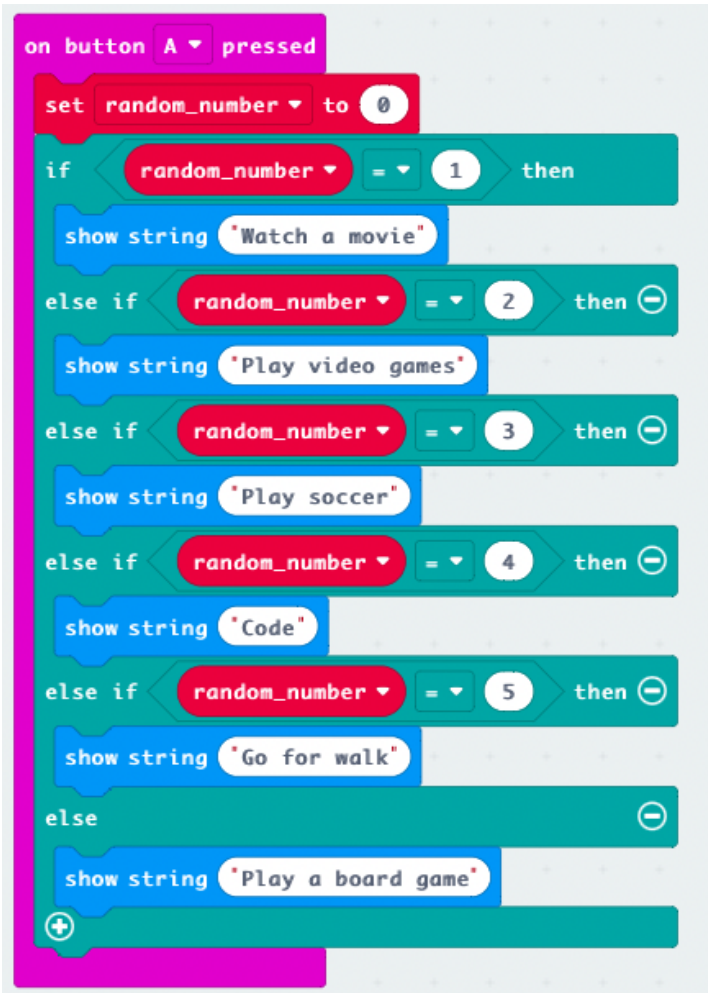 on button A pressed
set random_number to 0
if random_number = 1 then
show string "Watch a movie"
else if random_number = 2 then
show string "Play video games"
else if random_number = 3 then
show string "Play soccer"
else if random_number = 4 then
show string "Code"
else if random_number = 5 then
show string "Go for walk"
else
show string "Play a board game"